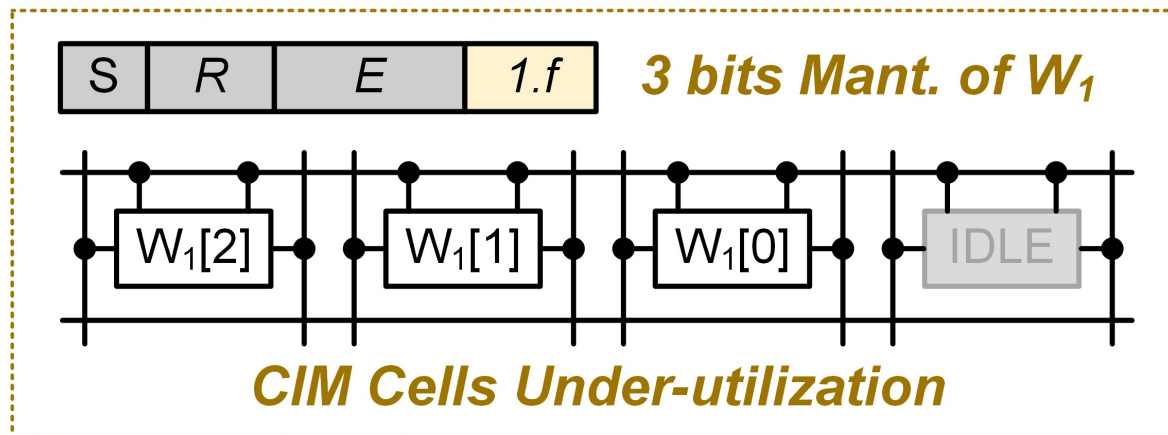 S R E 1.f 3 bits Mant. of W₁
W₁[2] W₁[1] W₁[0] IDLE
CIM Cells Under-utilization